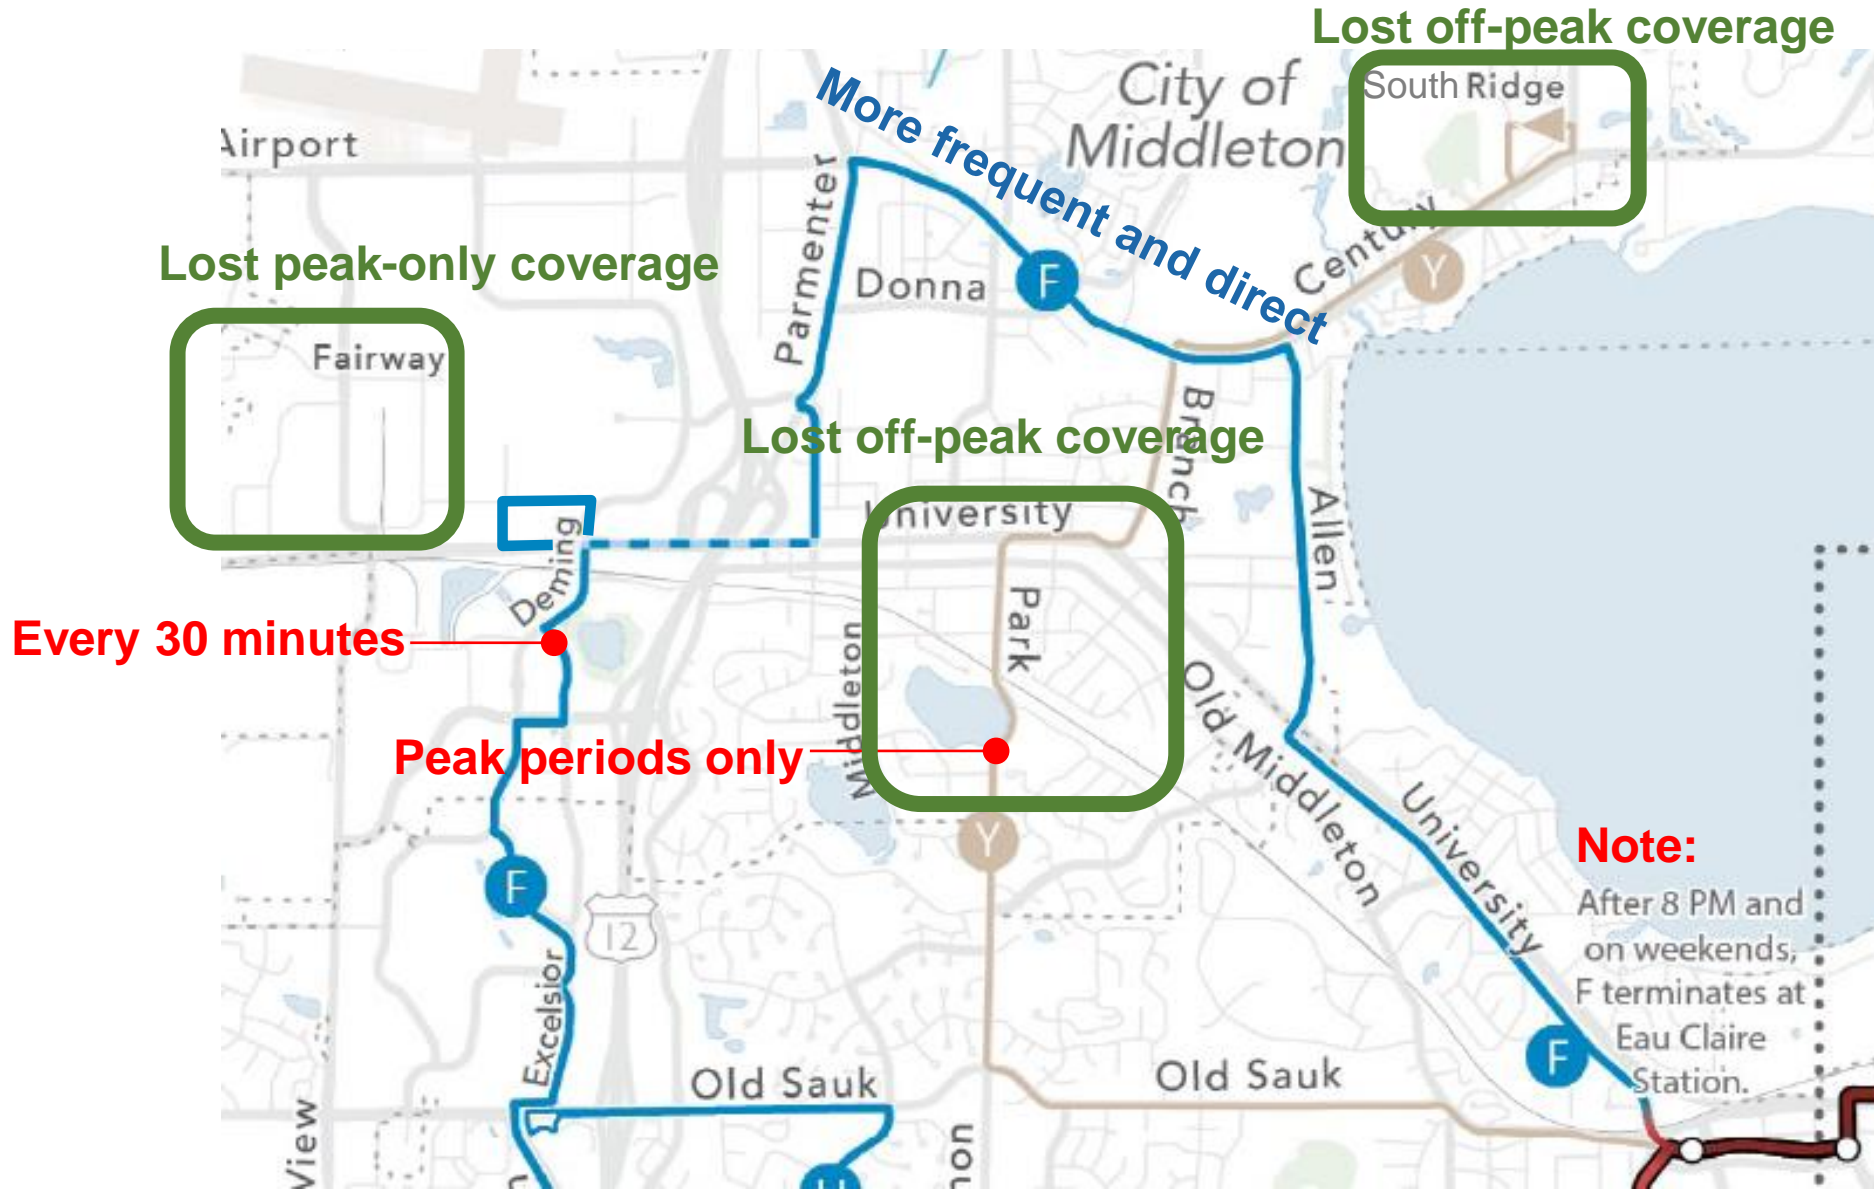 Lost off-peak coverage
City of
Middleton
South Ridge
More frequent and direct
Airport
Parmenter
Century
Y
Lost peak-only coverage
Donna
F
Fairway
Branch
Lost off-peak coverage
University
Allen
Deming
Park
Every 30 minutes
Middleton
Old Middleton
Peak periods only
University
Y
Note:
After 8 PM and
on weekends,
F terminates at
Eau Claire
Station.
F
12
Excelsior
F
Old Sauk
Old Sauk
View